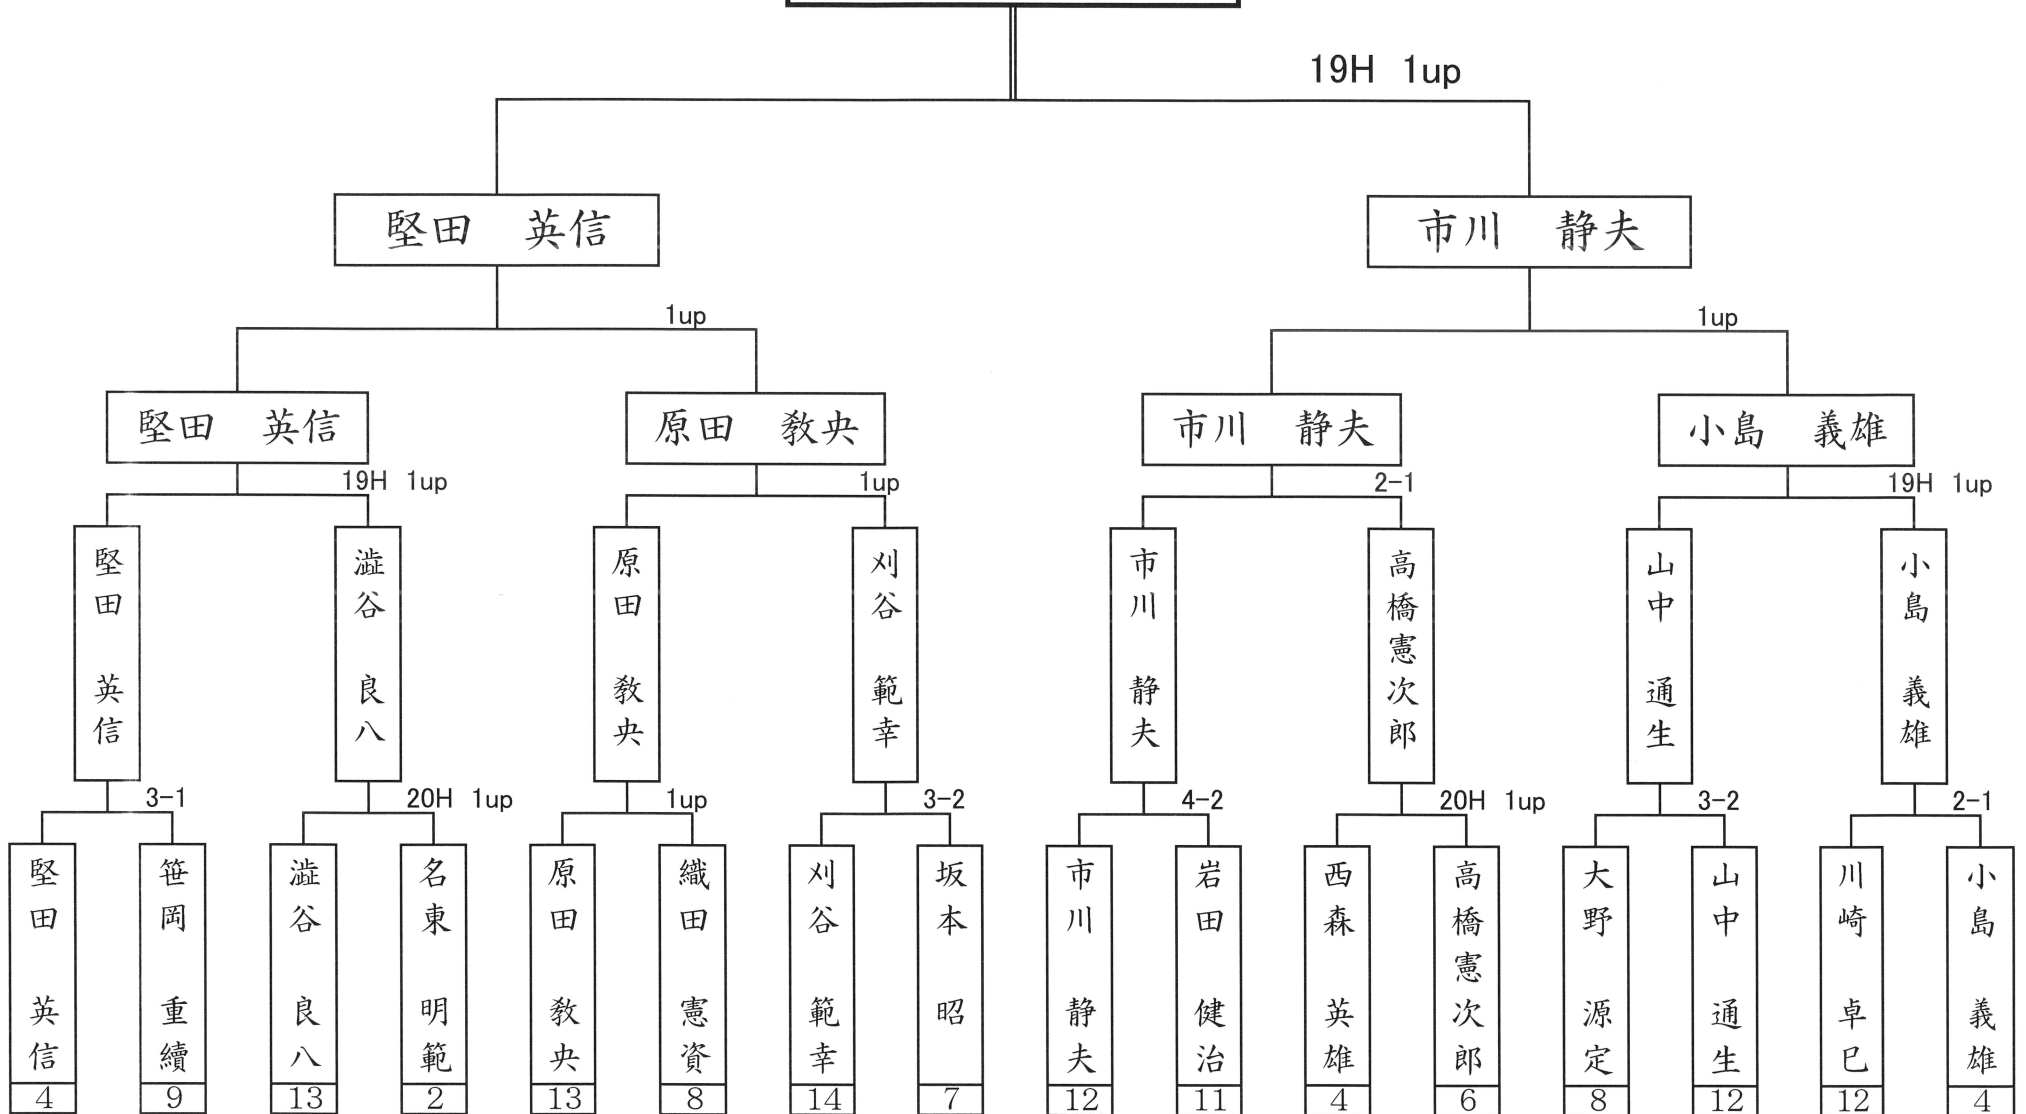 19H 1up
堅田 英信
市川 静夫
1up
1up
堅田 英信
原田 教央
市川 静夫
小島 義雄
19H 1up
1up
2-1
19H 1up
堅田 英信
澁谷 良八
原田 教央
刈谷 範幸
市川 静夫
高橋憲次郎
山中 通生
小島 義雄
3-1
20H 1up
1up
3-2
4-2
20H 1up
3-2
2-1
堅田 英信
笹岡 重續
澁谷 良八
名東 明範
原田 教央
織田 憲資
刈谷 範幸
坂本 昭
市川 静夫
岩田 健治
西森 英雄
高橋憲次郎
大野 源定
山中 通生
川崎 卓巳
小島 義雄
4
9
13
2
13
8
14
7
12
11
4
6
8
12
12
4